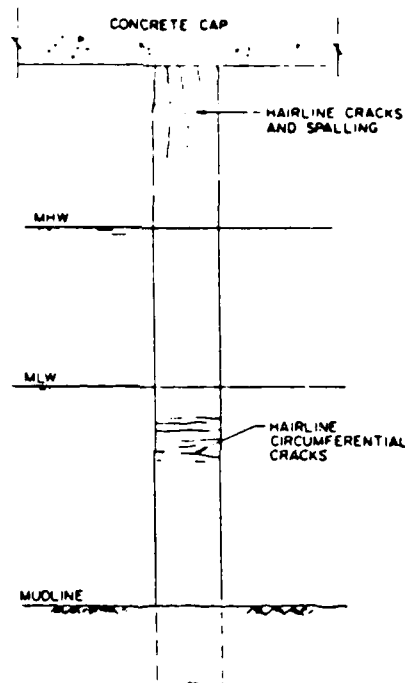 CONCRETE CAP
HAIRLINE CRACKS
AND SPALLING
MHW
MLW
HAIRLINE
CIRCUMFERENTIAL
CRACKS
MUDLINE